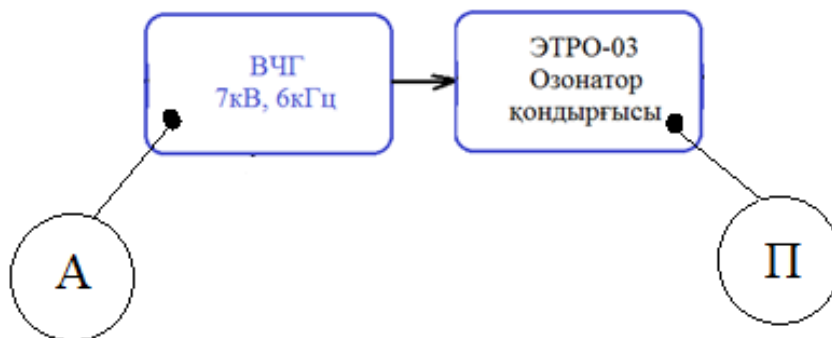 ВЧГ
7кВ, 6кГц
ЭТРО-03
Озонатор
қондырғысы
А
П